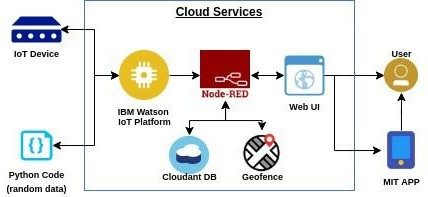 Cloud Services
IoT Device
IBM Watson
IoT Platform
Node-RED
Web UI
User
Python Code
(random data)
Cloudant DB
Geofence
MIT APP